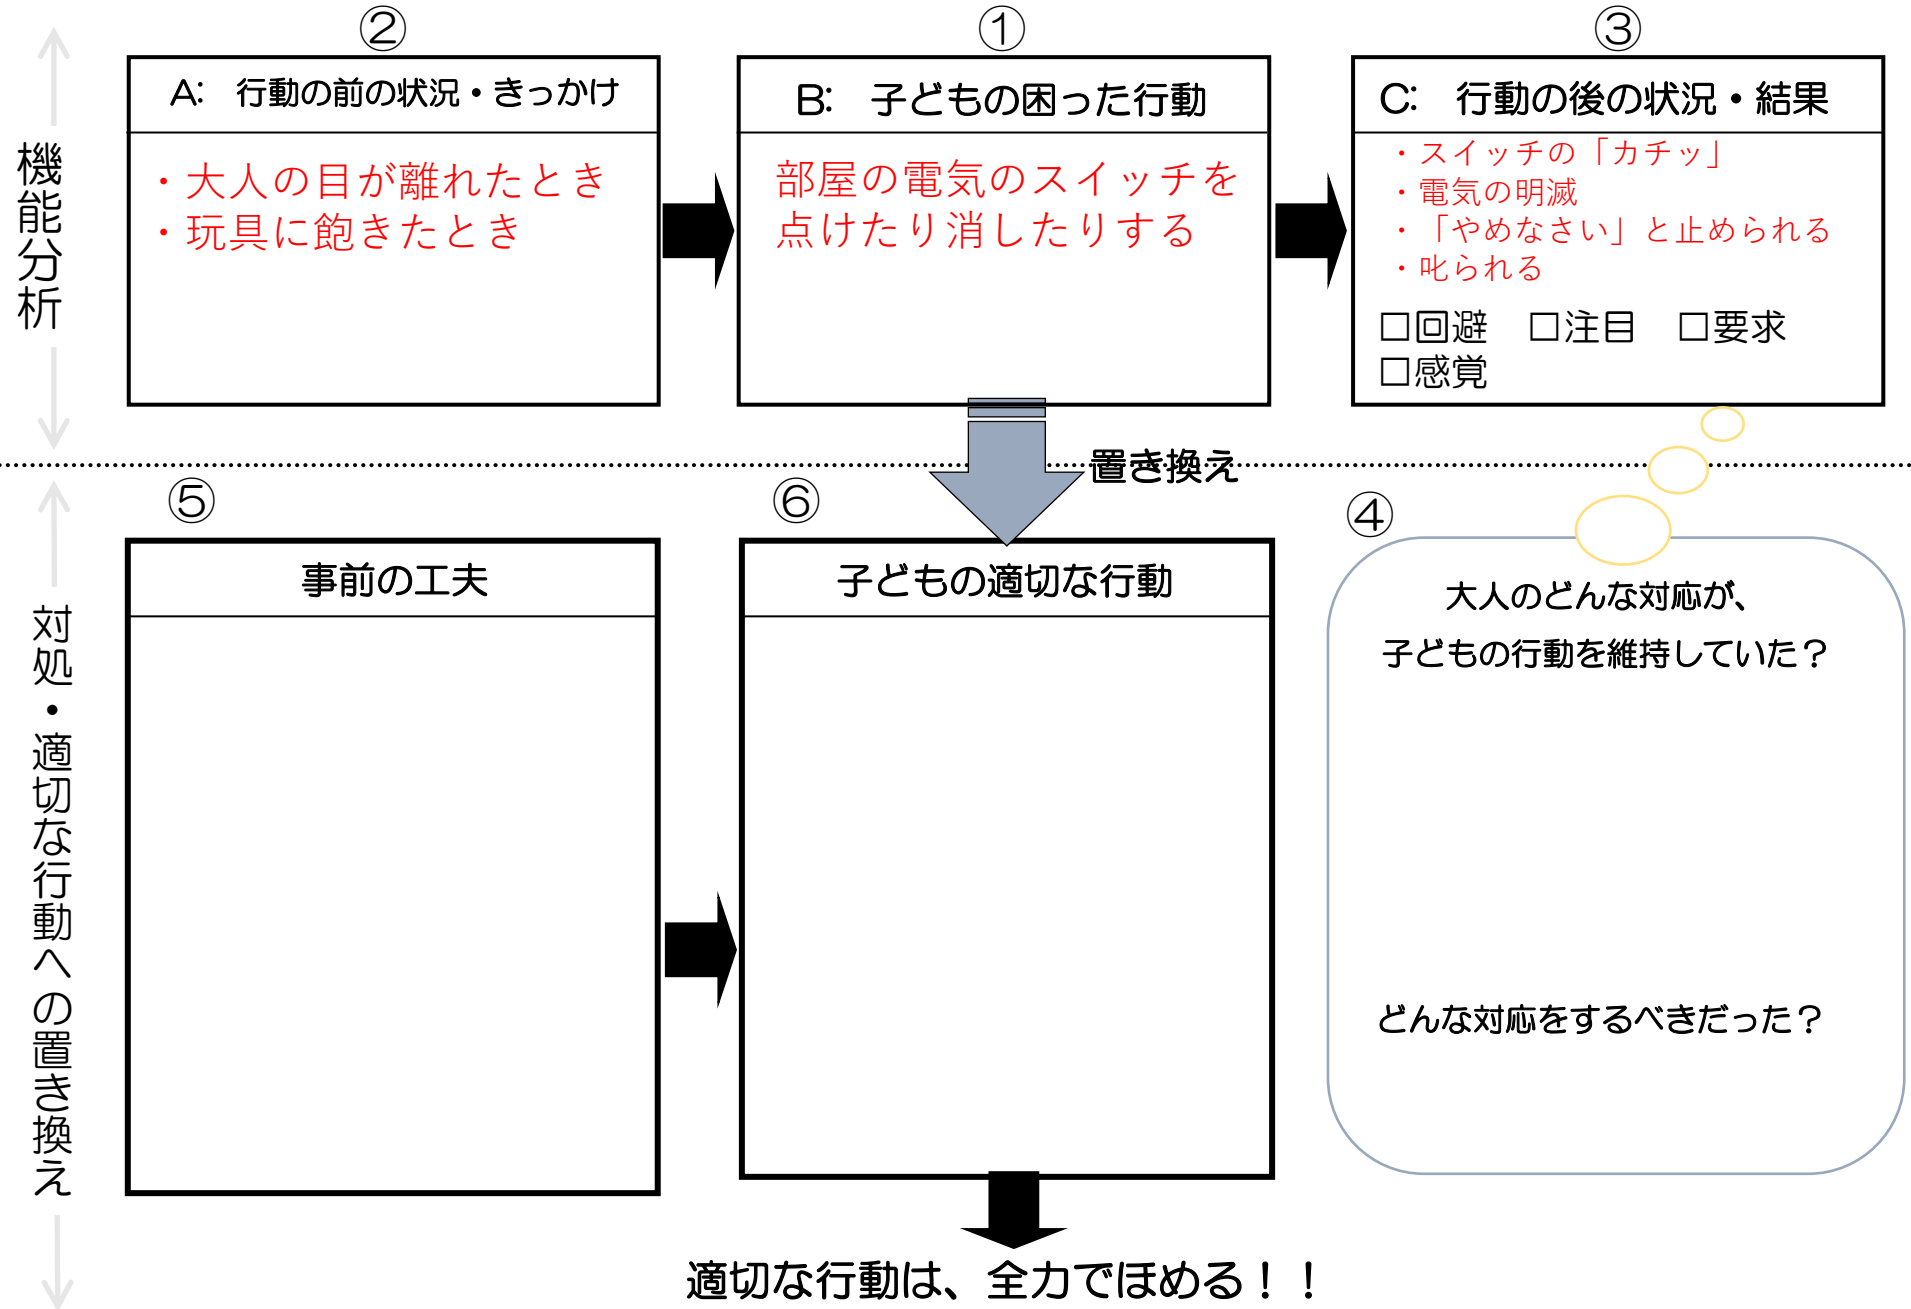 機能分析
②
A:　行動の前の状況・きっかけ
・大人の目が離れたとき
・玩具に飽きたとき
①
B:　子どもの困った行動
部屋の電気のスイッチを
点けたり消したりする
③
C:　行動の後の状況・結果
・スイッチの「カチッ」
・電気の明滅
・「やめなさい」と止められる
・叱られる
□回避　□注目　□要求
□感覚
置き換え
対処・適切な行動への置き換え
⑤
事前の工夫
⑥
子どもの適切な行動
④
大人のどんな対応が、
子どもの行動を維持していた？
どんな対応をするべきだった？
適切な行動は、全力でほめる！！